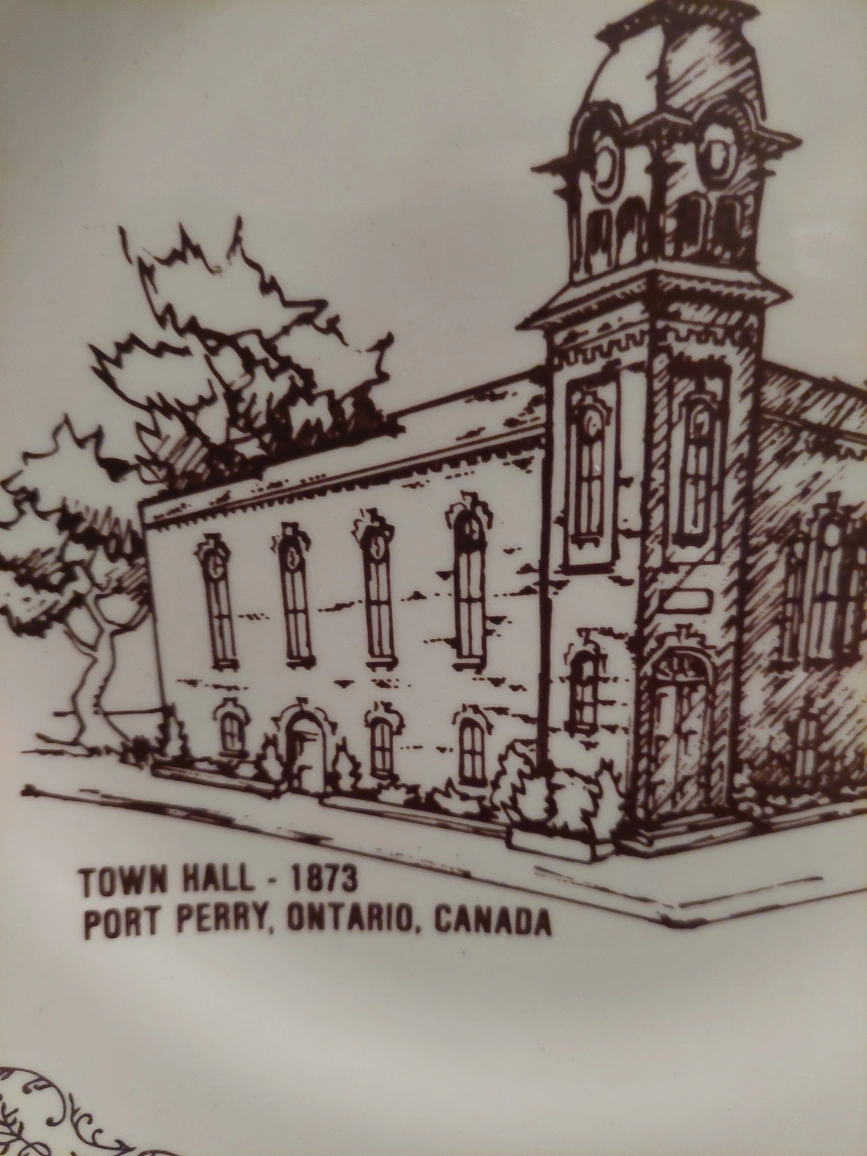 TOWN HALL - 1873
PORT PERRY, ONTARIO, CANADA